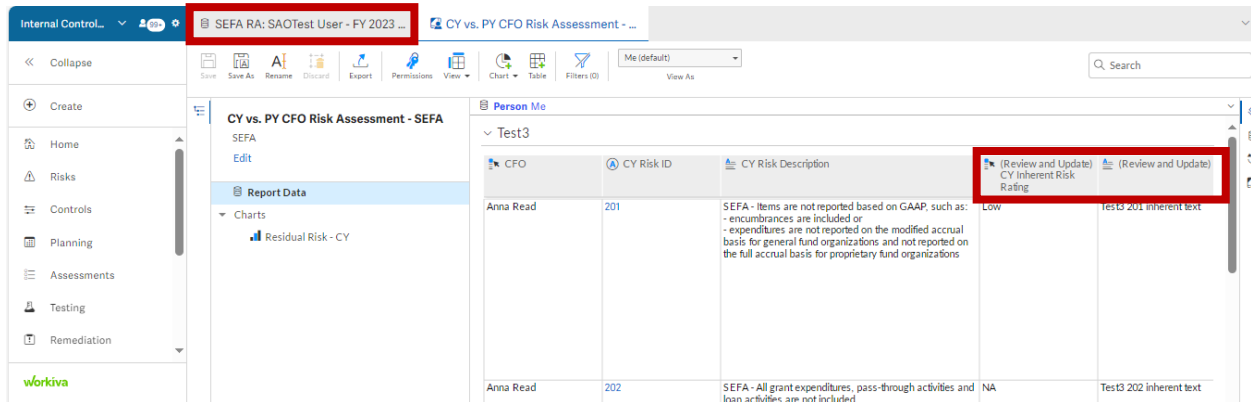 Internal Control... 99+ SEFA RA: SAOTest User - FY 2023 ... CY vs. PY CFO Risk Assessment - ...
Collapse
Save Save As Rename Discard Export Permissions View Chart Table Filters (0) Me (default) View As Search
Create
Home
Risks
Controls
Planning
Assessments
Testing
Remediation
workiva
CY vs. PY CFO Risk Assessment - SEFA
SEFA
Edit
Report Data
Charts
Residual Risk - CY
Person Me
Test3
CFO A CY Risk ID CY Risk Description (Review and Update) (Review and Update)
CY Inherent Risk
Rating
Anna Read 201 SEFA - Items are not reported based on GAAP, such as: Low Test3 201 inherent text
- encumbrances are included or
- expenditures are not reported on the modified accrual
basis for general fund organizations and not reported on
the full accrual basis for proprietary fund organizations
Anna Read 202 SEFA - All grant expenditures, pass-through activities and NA Test3 202 inherent text
loan activities are not included